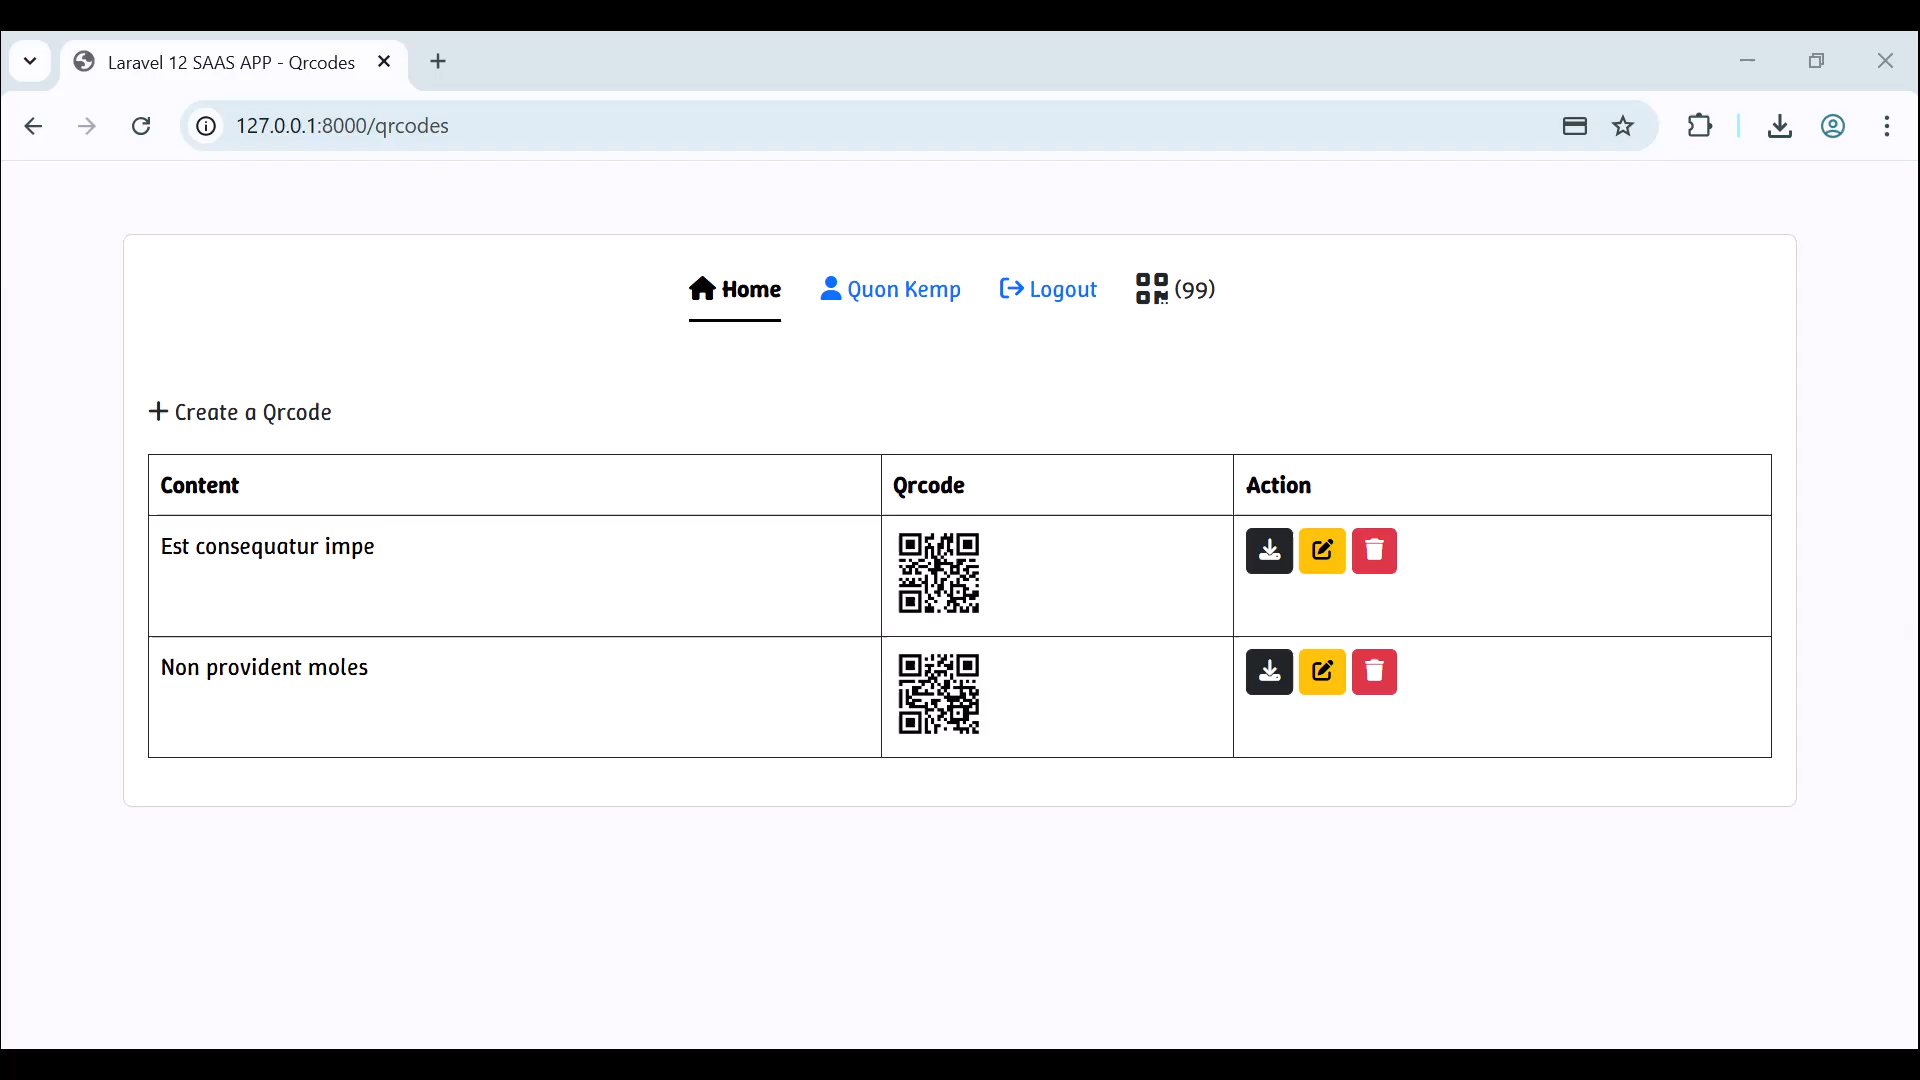 Laravel 12 SAAS APP - Qrcodes
127.0.0.1:8000/qrcodes
Home Quon Kemp Logout (99)
Create a Qrcode
Content Qrcode Action
Est consequatur impe
Non provident moles